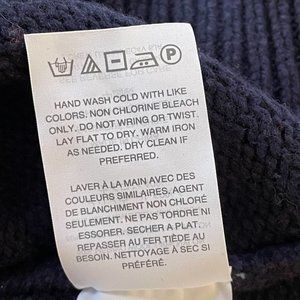 HAND WASH COLD WITH LIKE
COLORS. NON CHLORINE BLEACH
ONLY. DO NOT WRING OR TWIST.
LAY FLAT TO DRY. WARM IRON
AS NEEDED. DRY CLEAN IF
PREFERRED.
LAVER À LA MAIN AVEC DES
COULEURS SIMILAIRES. AGENT
DE BLANCHIMENT NON CHLORÉ
SEULEMENT. NE PAS TORDRE NI
ESSORER. SECHER A PLAT.
REPASSER AU FER TIÈDE AU
BESOIN. NETTOYAGE À SEC SI
PRÉFÉRÉ.